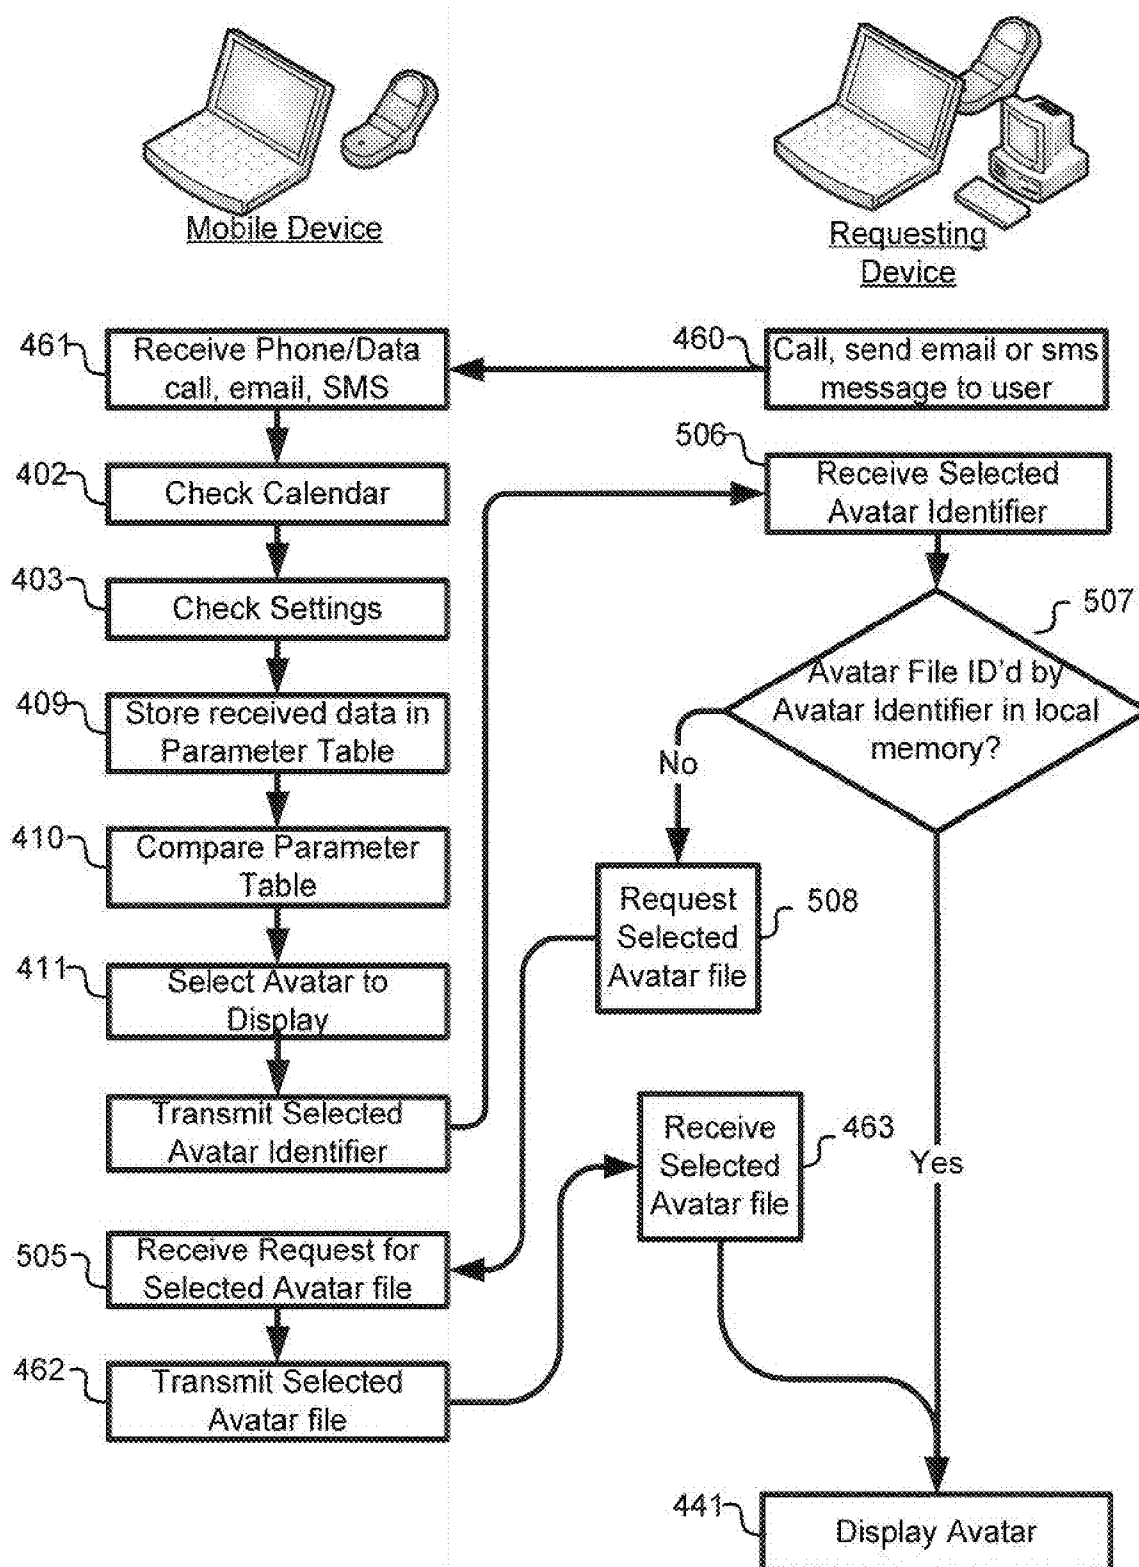 Mobile Device
Requesting
Device
461
Receive Phone/Data
call, email, SMS
460
Call, send email or sms
message to user
402
Check Calendar
506
Receive Selected
Avatar Identifier
403
Check Settings
507
Avatar File ID'd by
Avatar Identifier in local
memory?
409
Store received data in
Parameter Table
No
410
Compare Parameter
Table
Request
Selected
Avatar file
508
411
Select Avatar to
Display
Transmit Selected
Avatar Identifier
Receive
Selected
Avatar file
463
Yes
505
Receive Request for
Selected Avatar file
462
Transmit Selected
Avatar file
441
Display Avatar